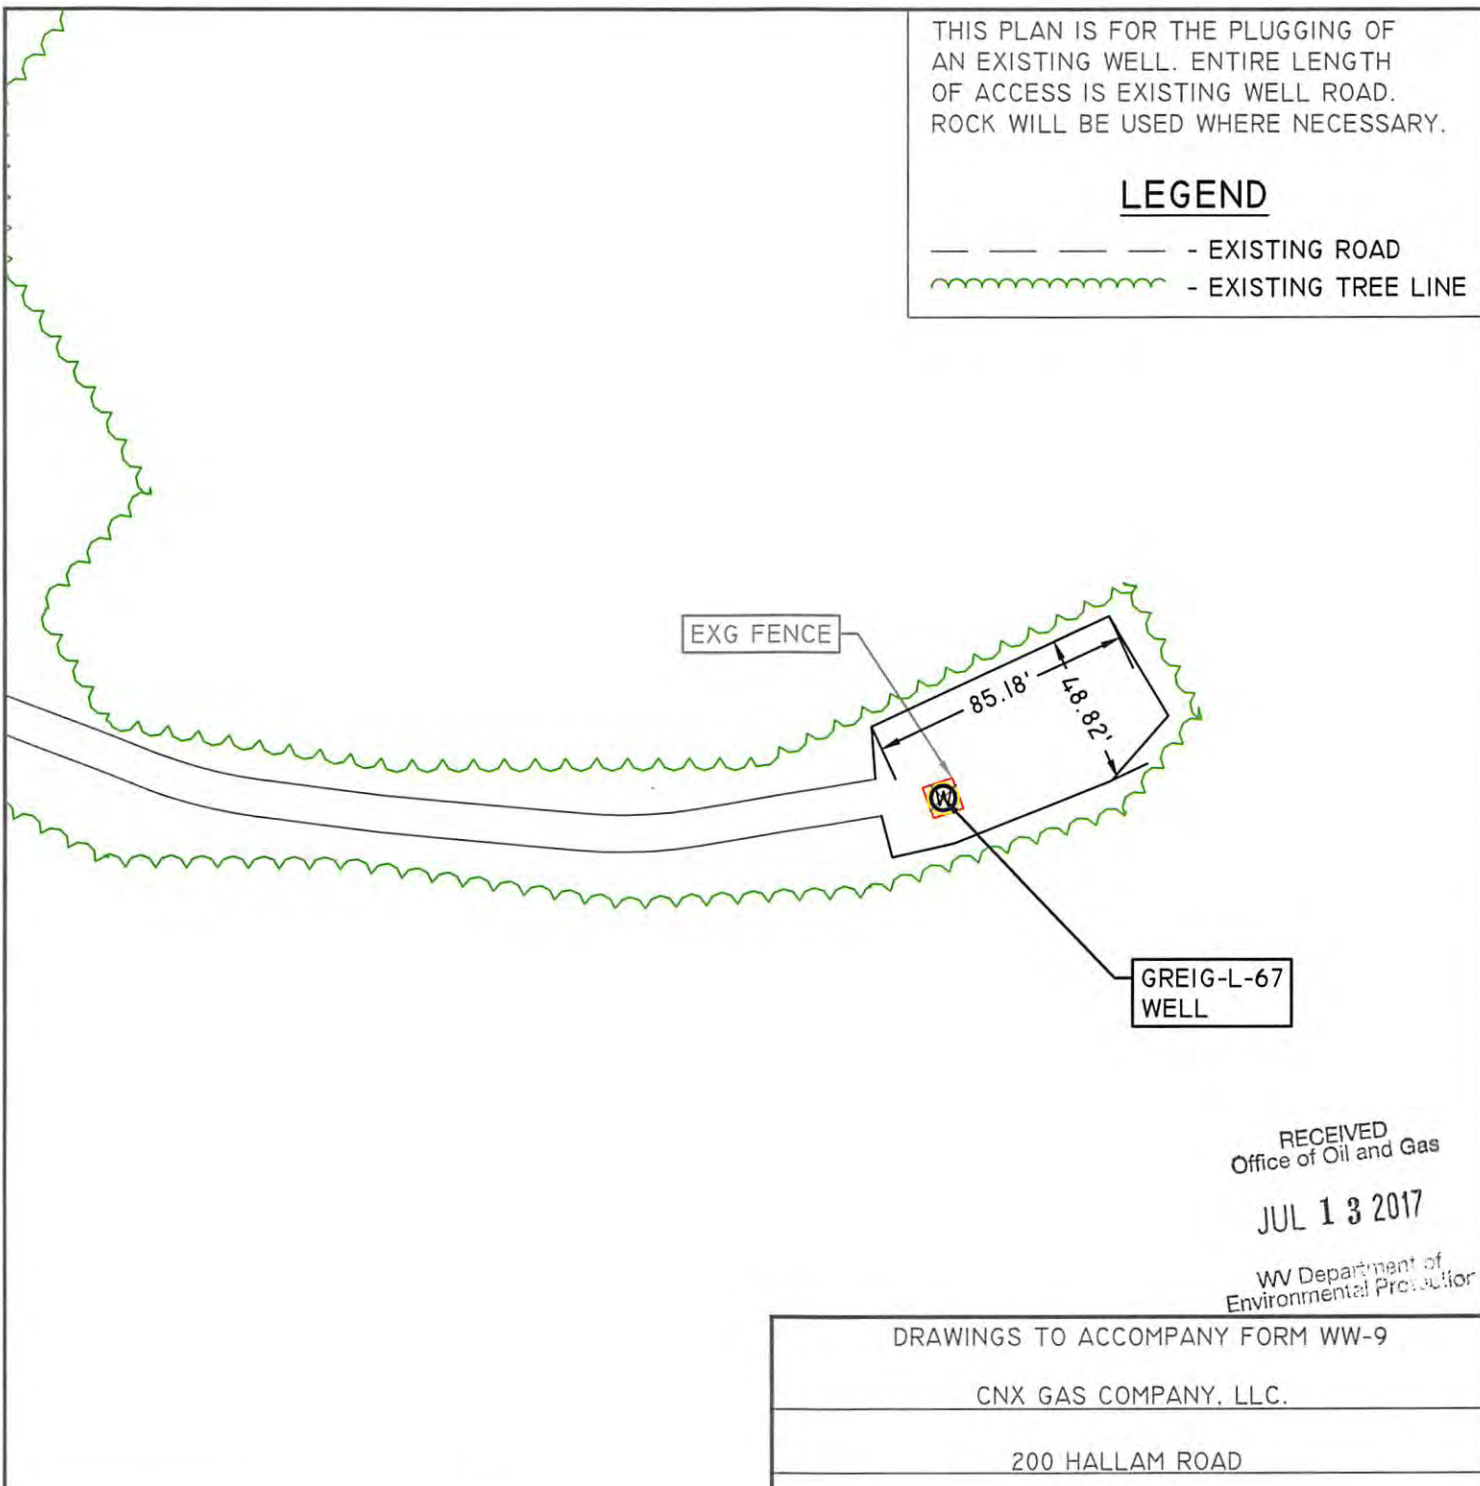 THIS PLAN IS FOR THE PLUGGING OF
AN EXISTING WELL. ENTIRE LENGTH
OF ACCESS IS EXISTING WELL ROAD.
ROCK WILL BE USED WHERE NECESSARY.
LEGEND
- EXISTING ROAD
- EXISTING TREE LINE
EXG FENCE
85.18'
48.82'
W
GREIG-L-67
WELL
RECEIVED
Office of Oil and Gas
JUL 13 2017
WV Department of
Environmental Protection
DRAWINGS TO ACCOMPANY FORM WW-9
CNX GAS COMPANY, LLC.
200 HALLAM ROAD